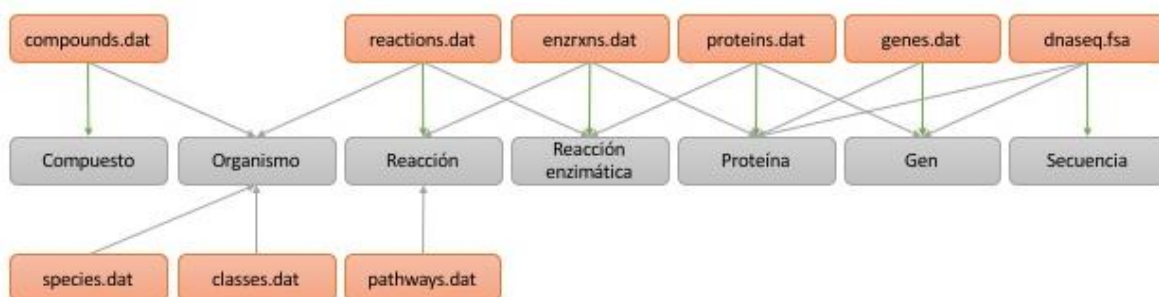 compounds.dat
reactions.dat
enzrxns.dat
proteins.dat
genes.dat
dnaseq.fsa
Compuesto
Organismo
Reacción
Reacción
enzimática
Proteína
Gen
Secuencia
species.dat
classes.dat
pathways.dat